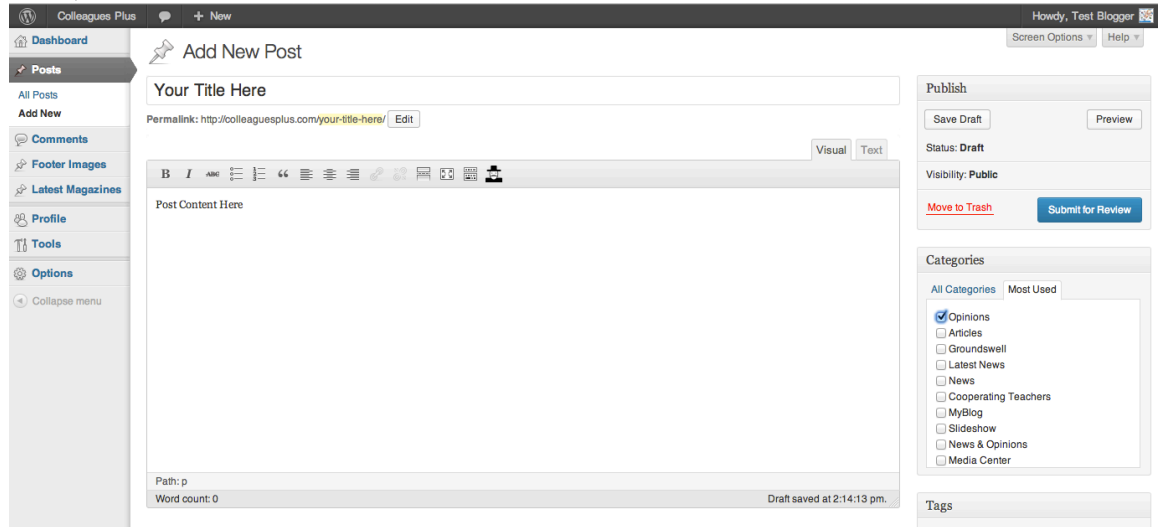 Colleagues Plus + New Howdy, Test Blogger
Screen Options Help
Dashboard
Posts
All Posts
Add New
Comments
Footer Images
Latest Magazines
Profile
Tools
Options
Collapse menu
Add New Post
Your Title Here
Permalink: http://colleaguesplus.com/your-title-here/ Edit
Visual Text
B I ABC
Post Content Here
Path: p
Word count: 0 Draft saved at 2:14:13 pm.
Publish
Save Draft Preview
Status: Draft
Visibility: Public
Move to Trash Submit for Review
Categories
All Categories Most Used
Opinions
Articles
Groundswell
Latest News
News
Cooperating Teachers
MyBlog
Slideshow
News & Opinions
Media Center
Tags